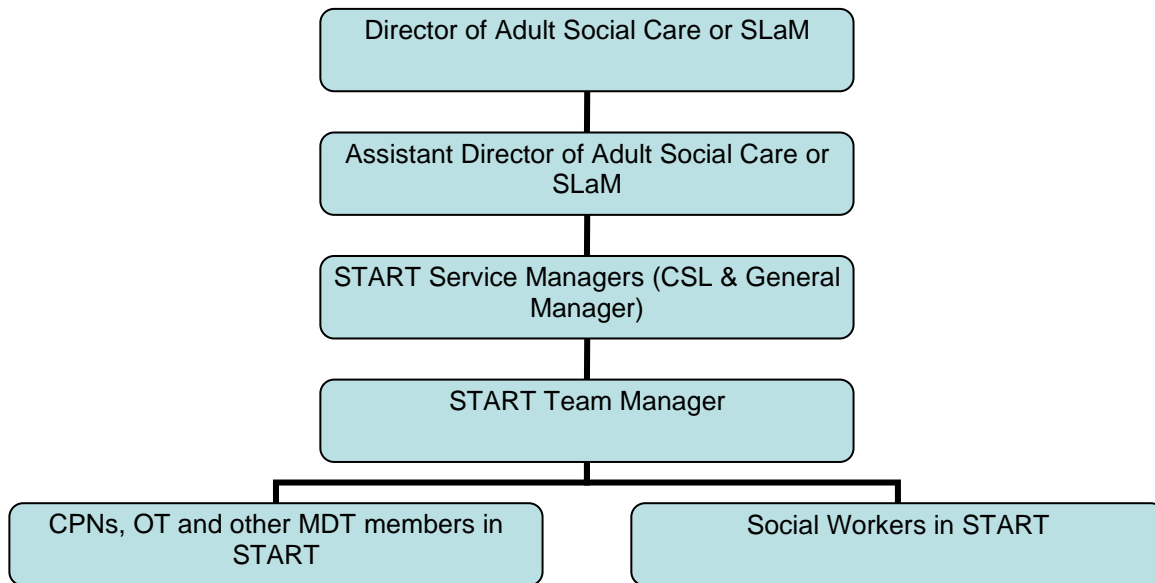 Director of Adult Social Care or SLaM
Assistant Director of Adult Social Care or
SLaM
START Service Managers (CSL & General
Manager)
START Team Manager
CPNs, OT and other MDT members in
START
Social Workers in START